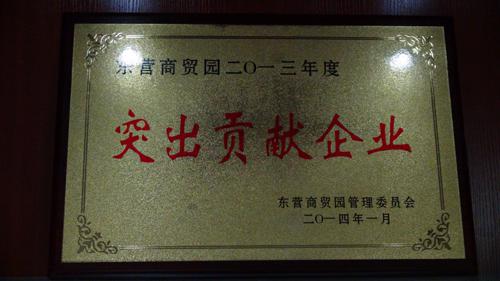 东营商贸园二〇一三年度
突出贡献企业
东营商贸园管理委员会
二〇一四年一月